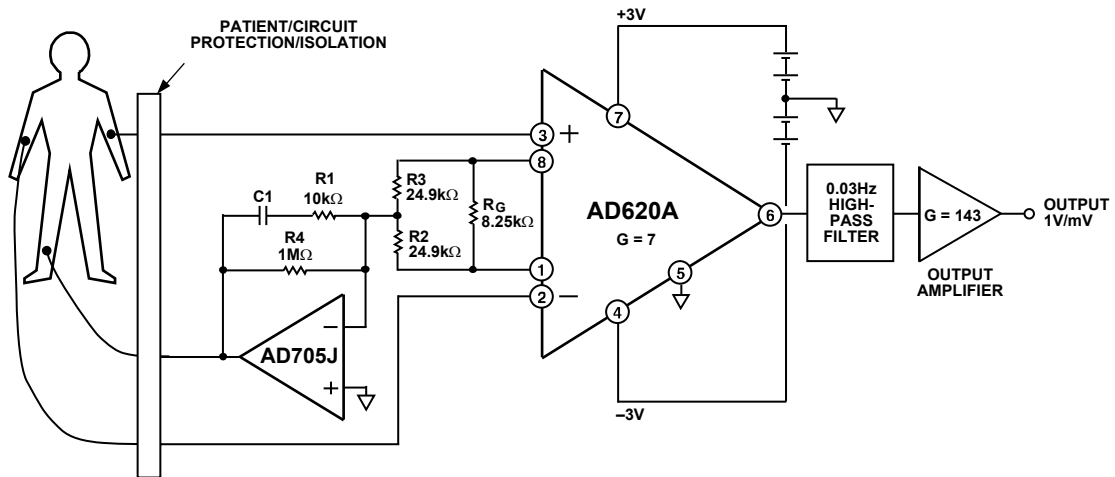 PATIENT/CIRCUIT
PROTECTION/ISOLATION
+3V
3
+
8
7
R3
24.9kΩ
C1
R1
10kΩ
RG
8.25kΩ
R4
1MΩ
R2
24.9kΩ
AD620A
G = 7
6
0.03Hz
HIGH-
PASS
FILTER
G = 143
OUTPUT
1V/mV
OUTPUT
AMPLIFIER
1
2
–
5
4
–
AD705J
+
–3V